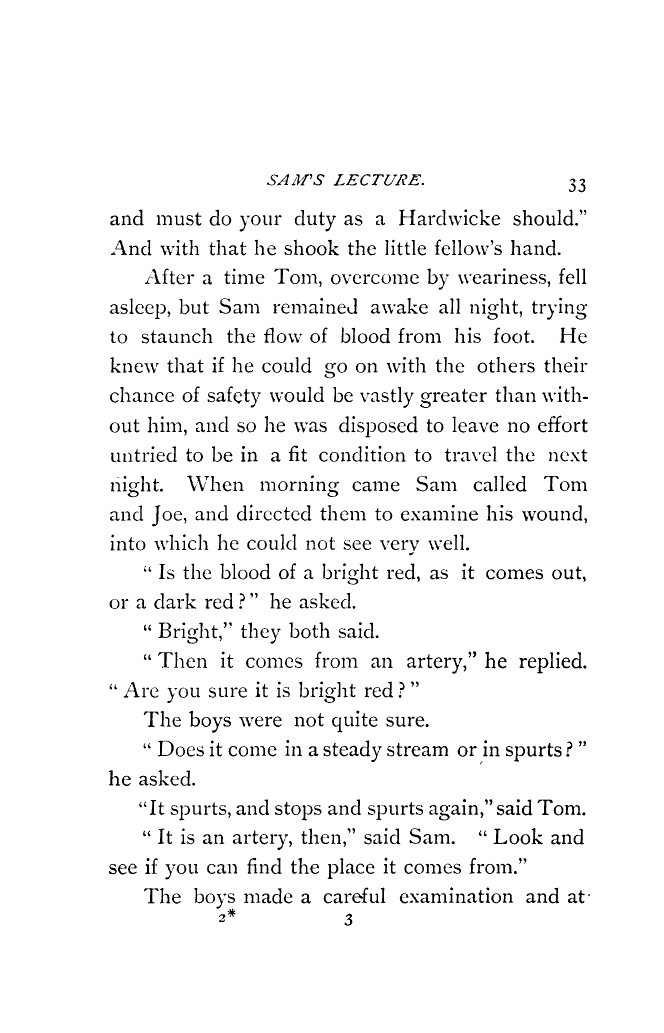 SAM'S LECTURE. 33
and must do your duty as a Hardwicke should."
And with that he shook the little fellow's hand.
After a time Tom, overcome by weariness, fell
asleep, but Sam remained awake all night, trying
to staunch the flow of blood from his foot. He
knew that if he could go on with the others their
chance of safety would be vastly greater than with-
out him, and so he was disposed to leave no effort
untried to be in a fit condition to travel the next
night. When morning came Sam called Tom
and Joe, and directed them to examine his wound,
into which he could not see very well.
" Is the blood of a bright red, as it comes out,
or a dark red?" he asked.
" Bright," they both said.
" Then it comes from an artery," he replied.
" Are you sure it is bright red?"
The boys were not quite sure.
" Does it come in a steady stream or in spurts?"
he asked.
"It spurts, and stops and spurts again," said Tom.
" It is an artery, then," said Sam. " Look and
see if you can find the place it comes from."
The boys made a careful examination and at-
2* 3